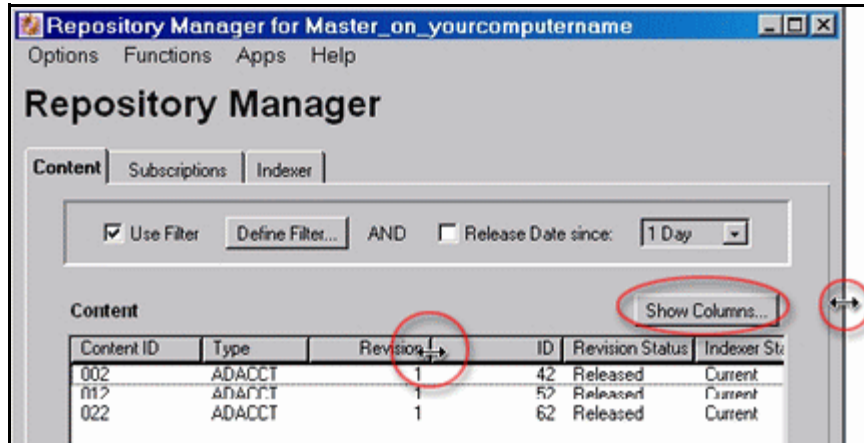 Repository Manager for Master_on_yourcomputername
Options Functions Apps Help
Repository Manager
Content Subscriptions Indexer
Use Filter Define Filter... AND Release Date since: 1 Day
Content Show Columns...
Content ID Type Revision ID Revision Status Indexer Sta
002 ADACCT 1 42 Released Current
012 ADACCT 1 52 Released Current
022 ADACCT 1 62 Released Current